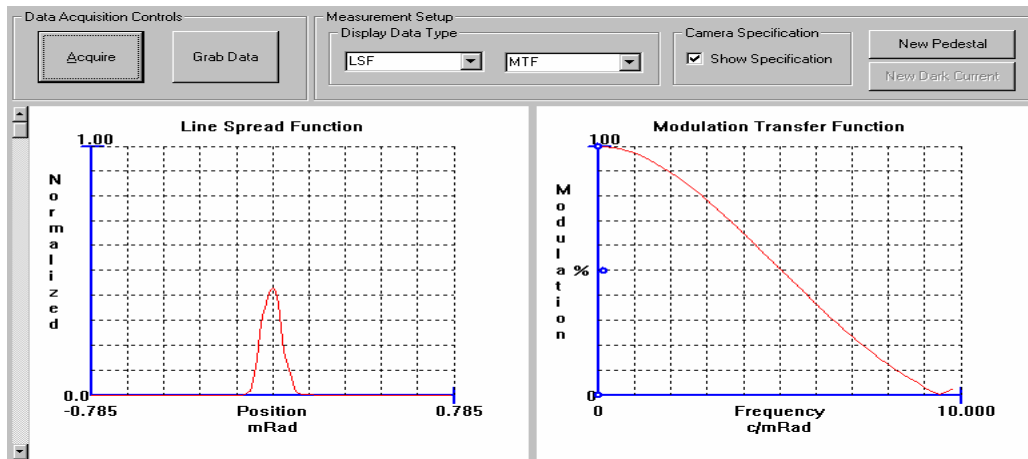 Data Acquisition Controls
Acquire
Grab Data
Measurement Setup
Display Data Type
LSF
MTF
Camera Specification
Show Specification
New Pedestal
New Dark Current
Line Spread Function
1.00
Normalized
0.0
-0.785
Position
mRad
0.785
Modulation Transfer Function
100
Modulation
%
0
0
Frequency
c/mRad
10.000